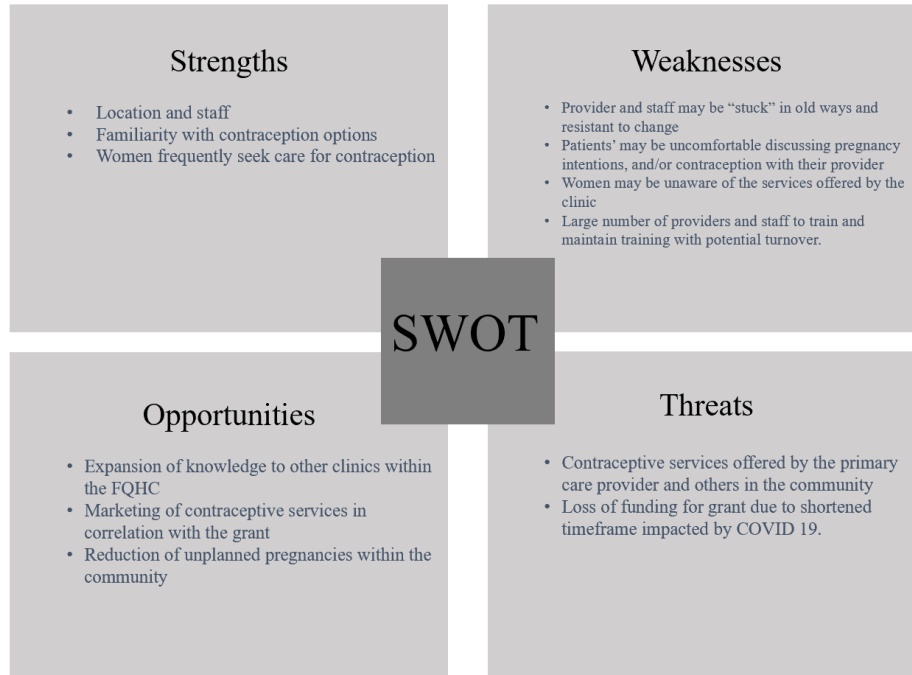 Strengths
• Location and staff
• Familiarity with contraception options
• Women frequently seek care for contraception
Weaknesses
• Provider and staff may be “stuck” in old ways and
resistant to change
• Patients’ may be uncomfortable discussing pregnancy
intentions, and/or contraception with their provider
• Women may be unaware of the services offered by the
clinic
• Large number of providers and staff to train and
maintain training with potential turnover.
SWOT
Opportunities
• Expansion of knowledge to other clinics within
the FQHC
• Marketing of contraceptive services in
correlation with the grant
• Reduction of unplanned pregnancies within the
community
Threats
• Contraceptive services offered by the primary
care provider and others in the community
• Loss of funding for grant due to shortened
timeframe impacted by COVID 19.